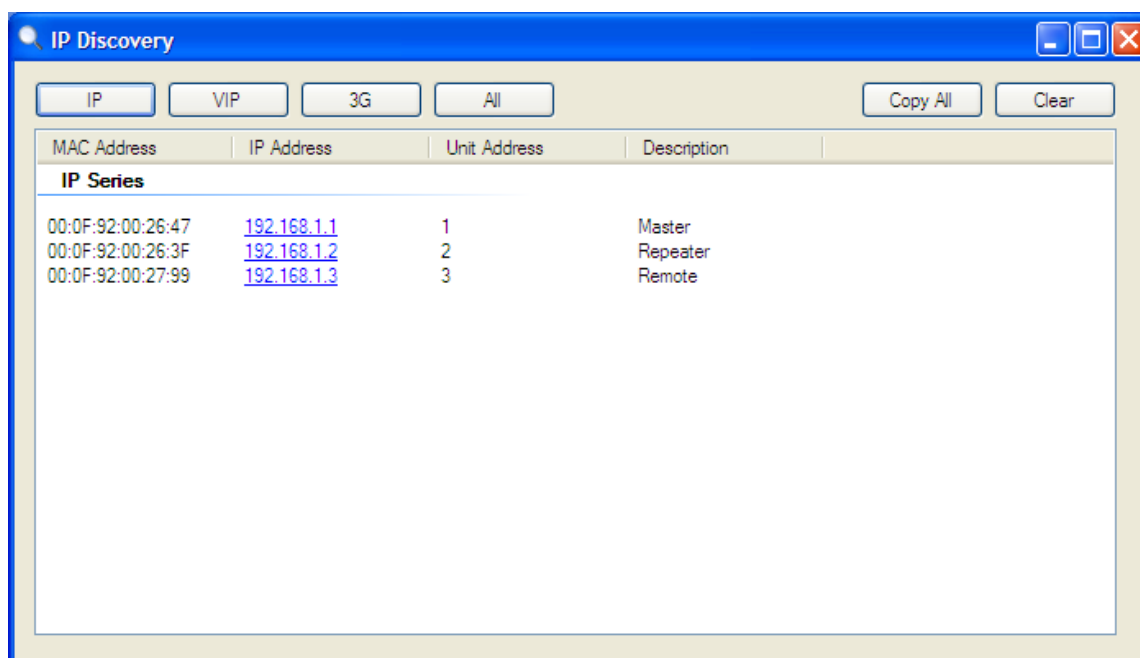 IP Discovery
IP VIP 3G All Copy All Clear
MAC Address IP Address Unit Address Description
IP Series
00:0F:92:00:26:47 192.168.1.1 1 Master
00:0F:92:00:26:3F 192.168.1.2 2 Repeater
00:0F:92:00:27:99 192.168.1.3 3 Remote